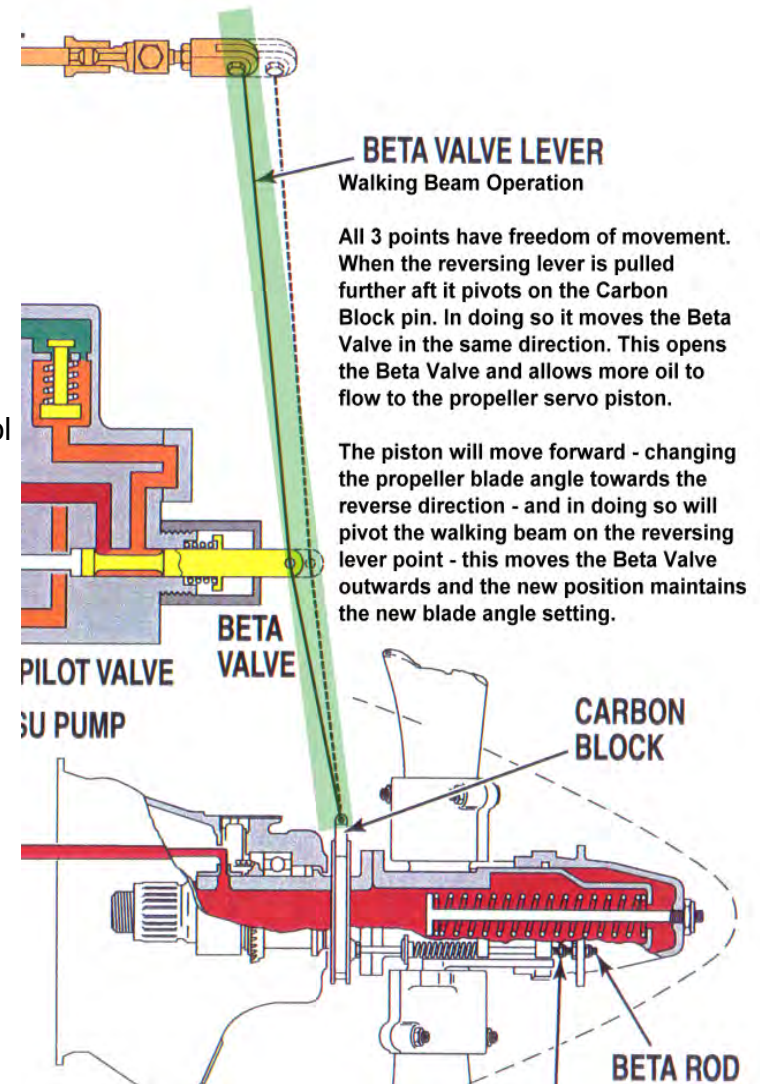 BETA VALVE LEVER
Walking Beam Operation
All 3 points have freedom of movement.
When the reversing lever is pulled
further aft it pivots on the Carbon
Block pin. In doing so it moves the Beta
Valve in the same direction. This opens
the Beta Valve and allows more oil to
flow to the propeller servo piston.
ol
The piston will move forward - changing
the propeller blade angle towards the
reverse direction - and in doing so will
pivot the walking beam on the reversing
lever point - this moves the Beta Valve
outwards and the new position maintains
the new blade angle setting.
BETA
VALVE
PILOT VALVE
SU PUMP
CARBON
BLOCK
BETA ROD